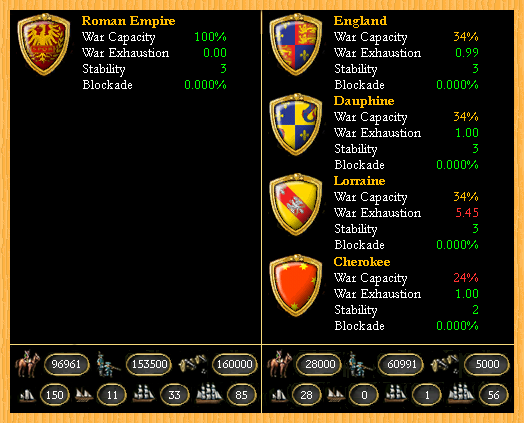 Roman Empire
War Capacity 100%
War Exhaustion 0.00
Stability 3
Blockade 0.000%
96961 153500 160000
150 11 33 85
England
War Capacity 34%
War Exhaustion 0.99
Stability 3
Blockade 0.000%
Dauphine
War Capacity 34%
War Exhaustion 1.00
Stability 3
Blockade 0.000%
Lorraine
War Capacity 34%
War Exhaustion 5.45
Stability 3
Blockade 0.000%
Cherokee
War Capacity 24%
War Exhaustion 1.00
Stability 2
Blockade 0.000%
28000 60991 5000
28 0 1 56